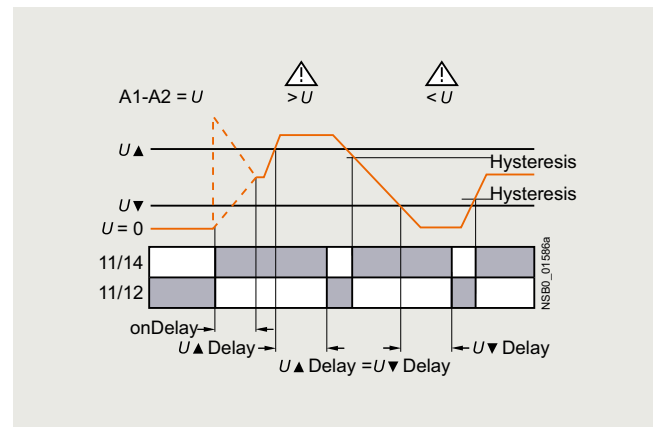 A1-A2 = U
> U
< U
U▲
Hysteresis
Hysteresis
U▼
U = 0
11/14
11/12
NSB0_01586a
onDelay
U▲Delay
U▼Delay
U▲Delay =U▼Delay